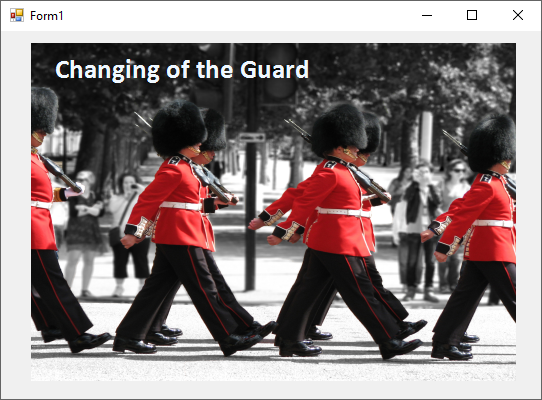 Form1
Changing of the Guard